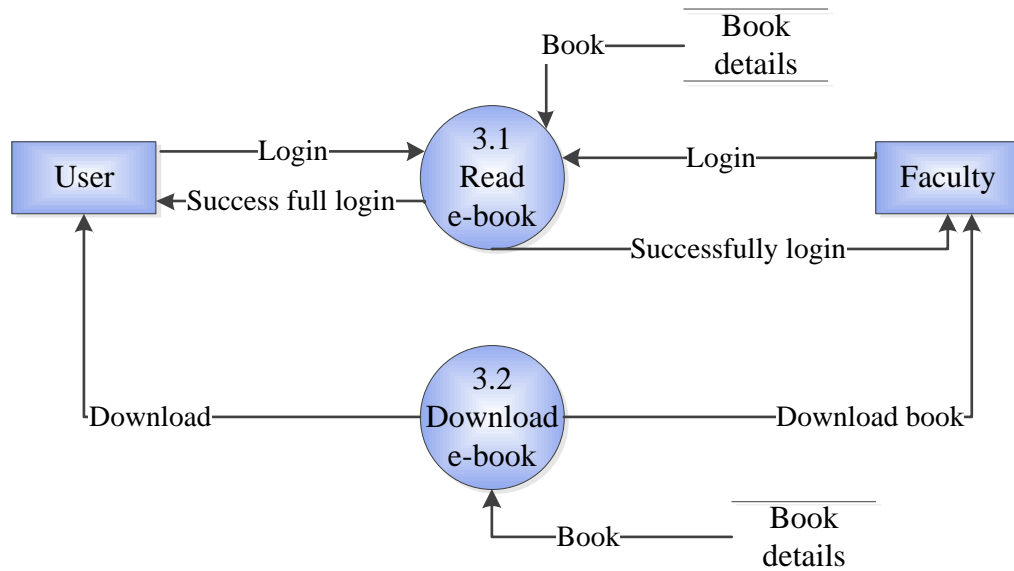 Book
Book
details
3.1
Read
e-book
Login
Login
User
Faculty
Success full login
Successfully login
3.2
Download
e-book
Download
Download book
Book
Book
details